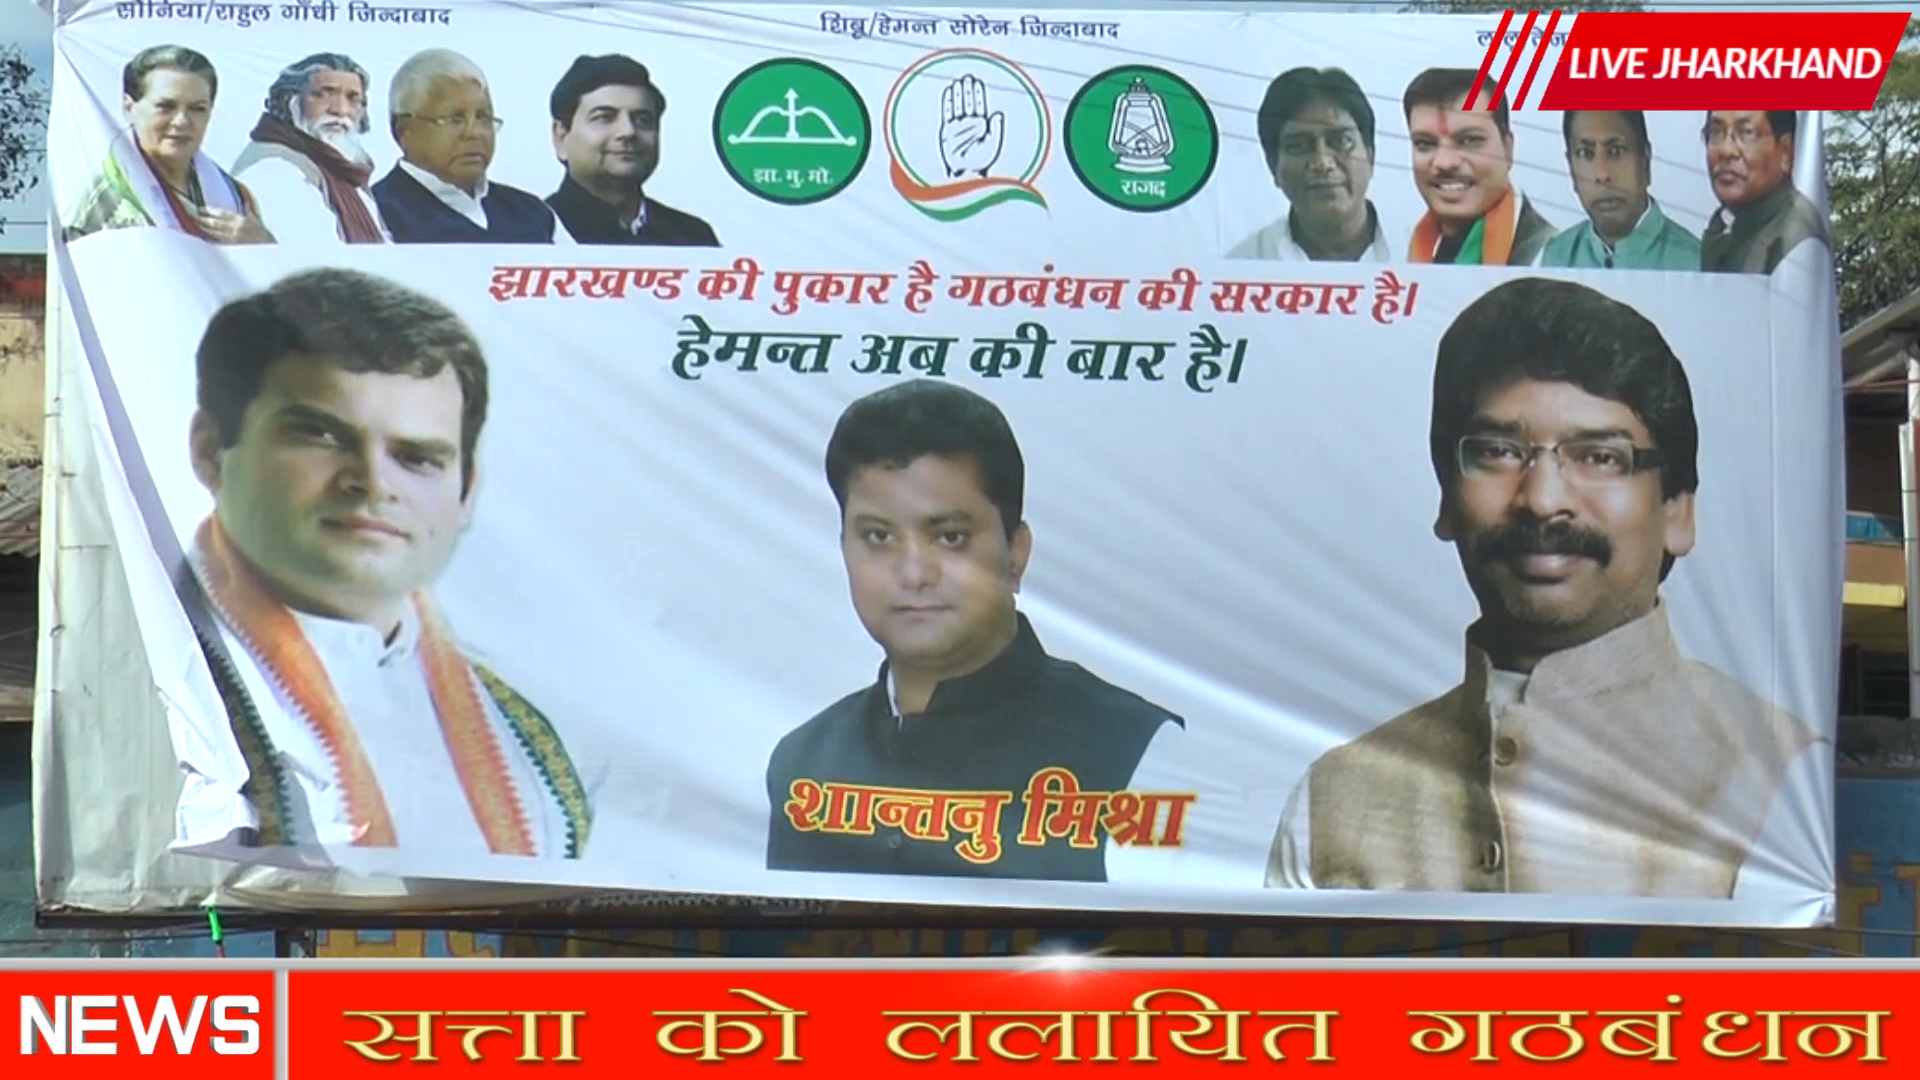 सोनिया/राहुल गाँधी जिन्दाबाद
शिबू/हेमन्त सोरेन जिन्दाबाद
LIVE JHARKHAND
झा.मु.मो.
राजद
झारखण्ड की पुकार है गठबंधन की सरकार है।
हेमन्त अब की बार है।
शान्तनु मिश्रा
NEWS
सत्ता को ललायित गठबंधन